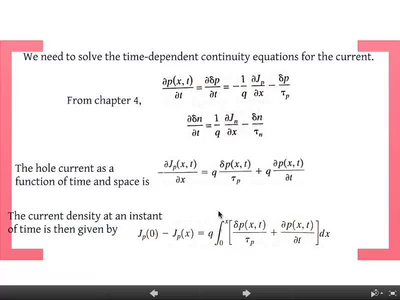 We need to solve the time-dependent continuity equations for the current.
∂p(x, t)/∂t = ∂δp/∂t = −(1/q) ∂J_p/∂x − δp/τ_p
From chapter 4,
∂δn/∂t = (1/q) ∂J_n/∂x − δn/τ_n
The hole current as a
function of time and space is
−∂J_p(x, t)/∂x = q δp(x, t)/τ_p + q ∂p(x, t)/∂t
The current density at an instant
of time is then given by
J_p(0) − J_p(x) = q ∫_0^x [δp(x, t)/τ_p + ∂p(x, t)/∂t] dx